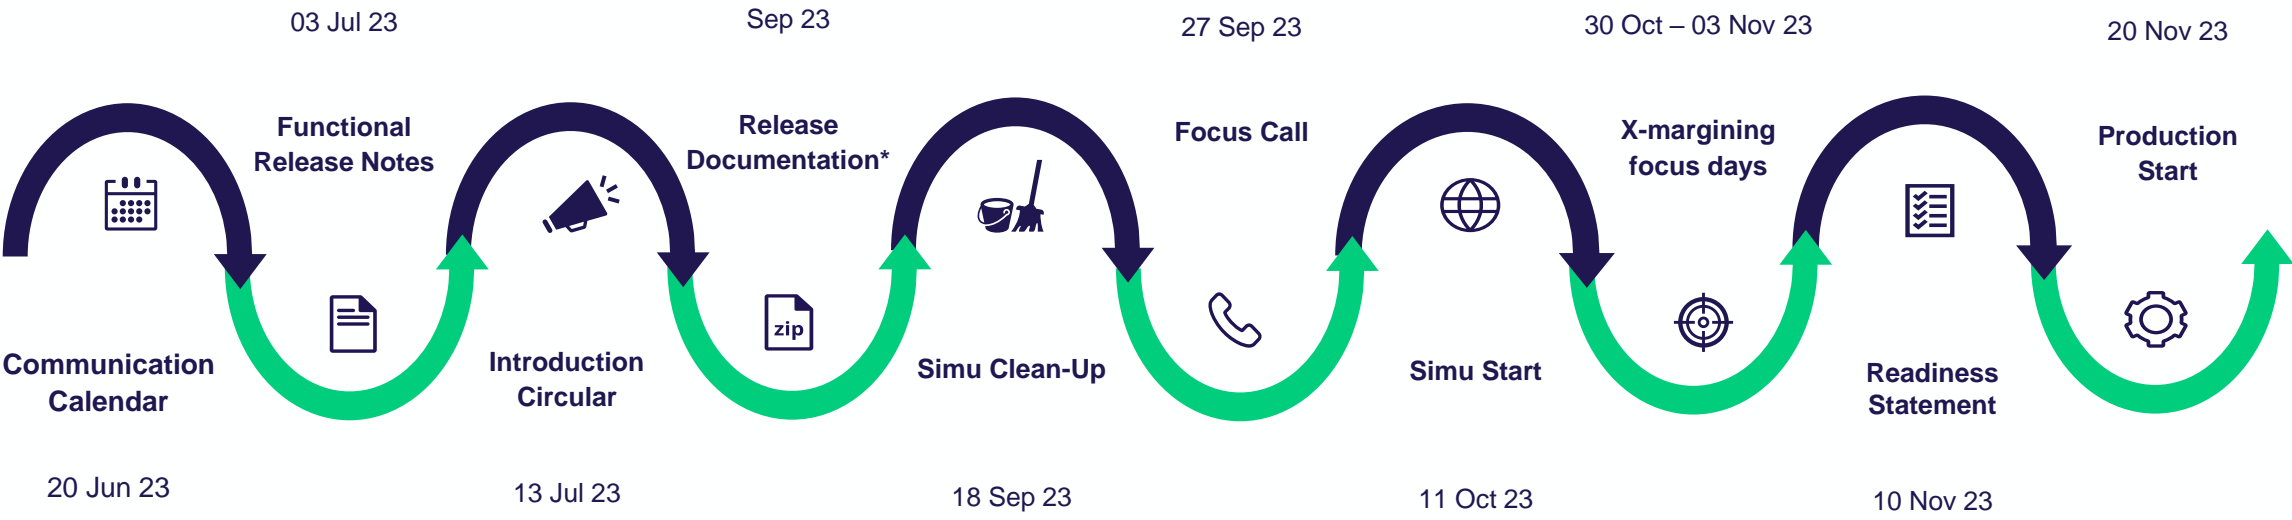 03 Jul 23
Sep 23
27 Sep 23
30 Oct – 03 Nov 23
20 Nov 23
Functional
Release Notes
Release
Documentation*
Focus Call
X-margining
focus days
Production
Start
zip
Communication
Calendar
Introduction
Circular
Simu Clean-Up
Simu Start
Readiness
Statement
20 Jun 23
13 Jul 23
18 Sep 23
11 Oct 23
10 Nov 23